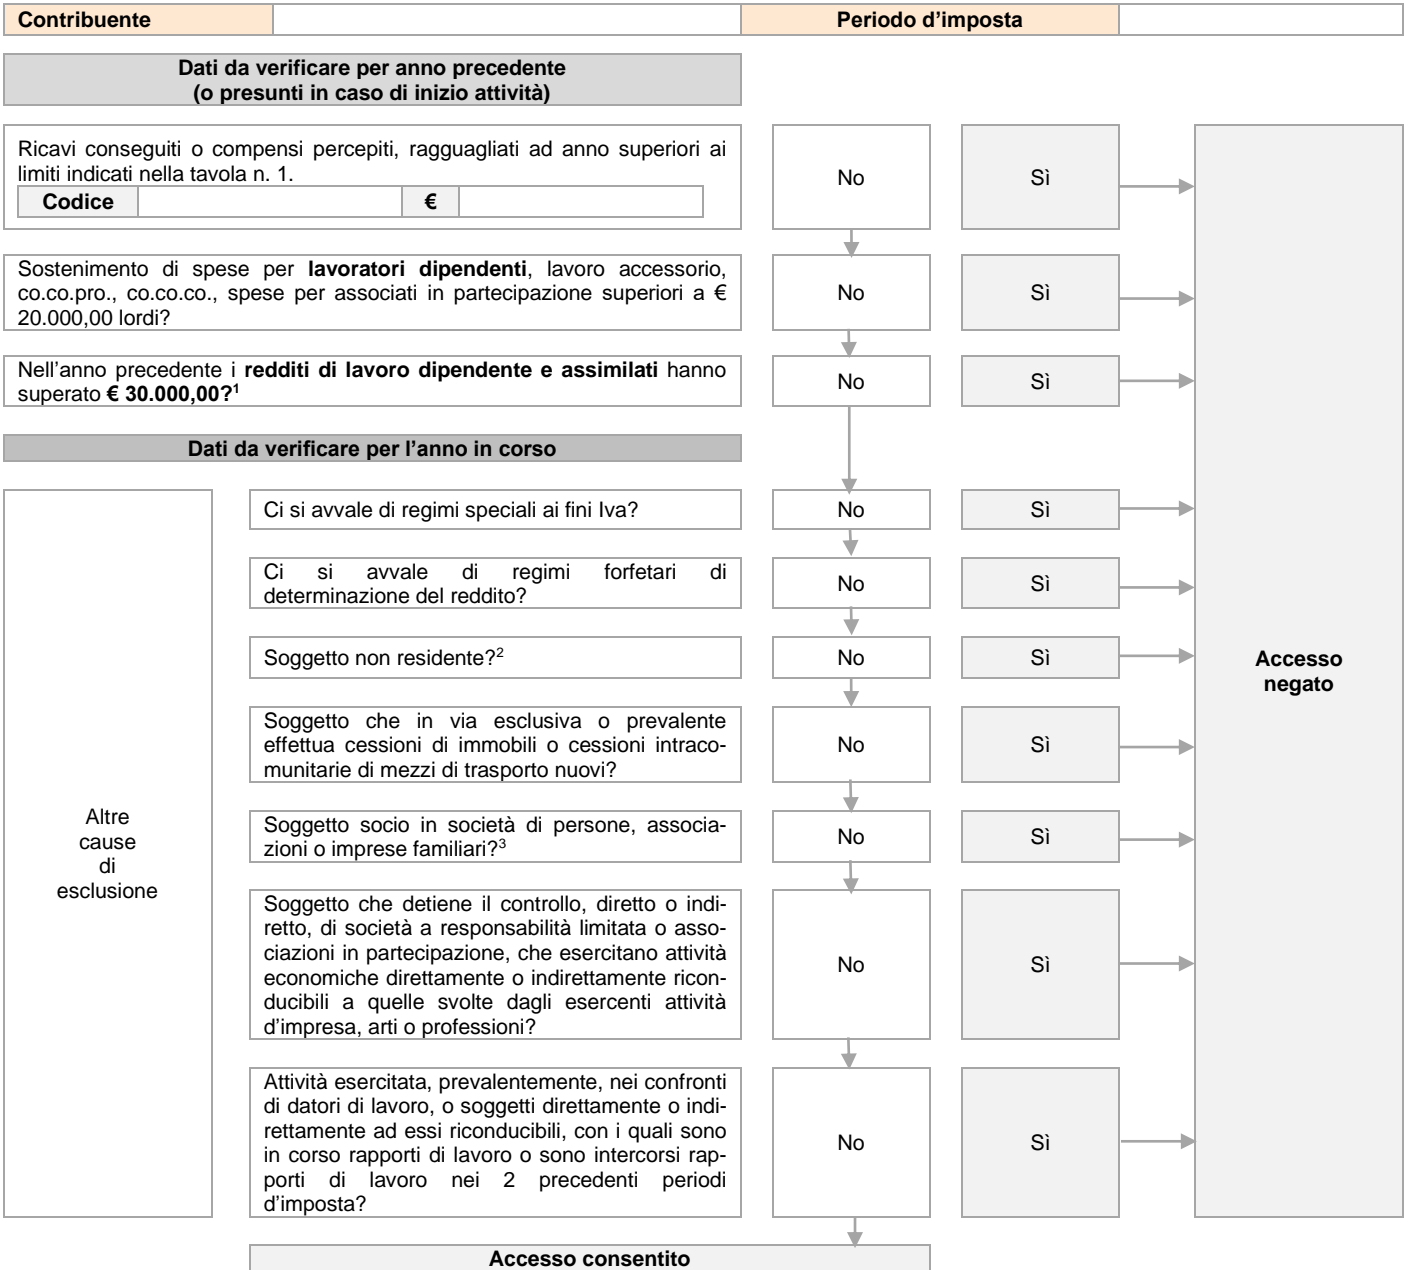 Contribuente Periodo d’imposta
Dati da verificare per anno precedente
(o presunti in caso di inizio attività)
Ricavi conseguiti o compensi percepiti, ragguagliati ad anno superiori ai
limiti indicati nella tavola n. 1.
Codice €
No Sì
Sostenimento di spese per lavoratori dipendenti, lavoro accessorio,
co.co.pro., co.co.co., spese per associati in partecipazione superiori a €
20.000,00 lordi?
No Sì
Nell’anno precedente i redditi di lavoro dipendente e assimilati hanno
superato € 30.000,00?¹
No Sì
Dati da verificare per l’anno in corso
Altre
cause
di
esclusione
Ci si avvale di regimi speciali ai fini Iva?
No Sì
Ci si avvale di regimi forfetari di
determinazione del reddito?
No Sì
Soggetto non residente?²
No Sì
Soggetto che in via esclusiva o prevalente
effettua cessioni di immobili o cessioni intraco-
munitarie di mezzi di trasporto nuovi?
No Sì
Soggetto socio in società di persone, associa-
zioni o imprese familiari?³
No Sì
Soggetto che detiene il controllo, diretto o indi-
retto, di società a responsabilità limitata o asso-
ciazioni in partecipazione, che esercitano attività
economiche direttamente o indirettamente ricon-
ducibili a quelle svolte dagli esercenti attività
d’impresa, arti o professioni?
No Sì
Attività esercitata, prevalentemente, nei confronti
di datori di lavoro, o soggetti direttamente o indi-
rettamente ad essi riconducibili, con i quali sono
in corso rapporti di lavoro o sono intercorsi rap-
porti di lavoro nei 2 precedenti periodi
d’imposta?
No Sì
Accesso
negato
Accesso consentito